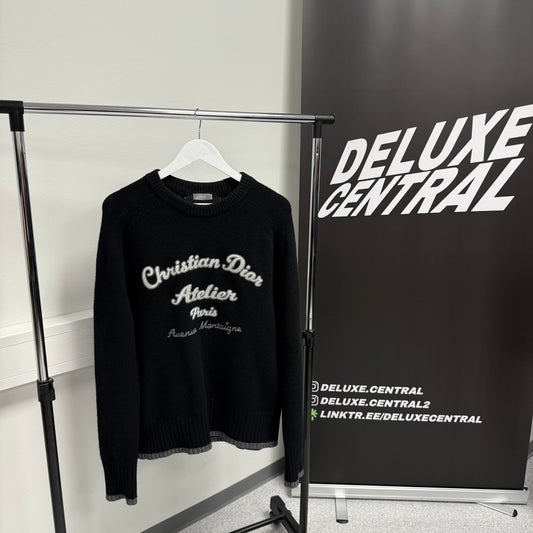 DELUXE
CENTRAL
Christian Dior
Atelier
Paris
Avenue Montaigne
DELUXE.CENTRAL
DELUXE.CENTRAL2
LINKTR.EE/DELUXECENTRAL